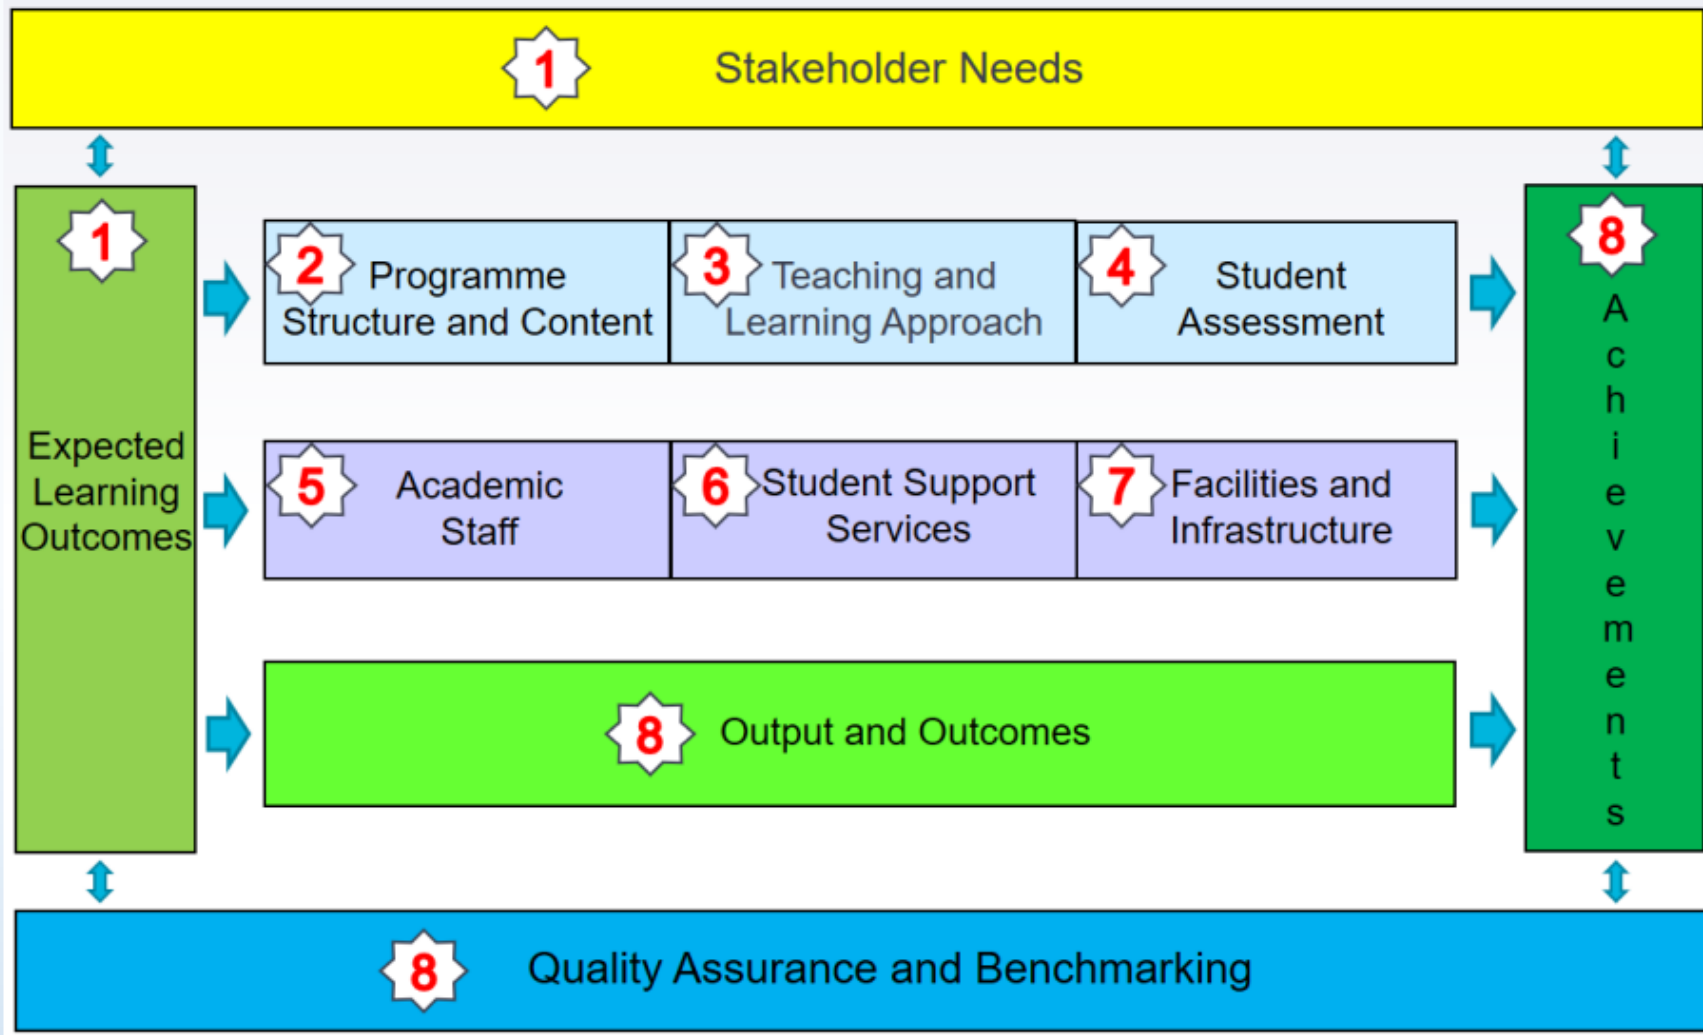 1 Stakeholder Needs
1
Expected
Learning
Outcomes
2 Programme
Structure and Content
3 Teaching and
Learning Approach
4 Student
Assessment
5 Academic
Staff
6 Student Support
Services
7 Facilities and
Infrastructure
8 Output and Outcomes
8
A
c
h
i
e
v
e
m
e
n
t
s
8 Quality Assurance and Benchmarking